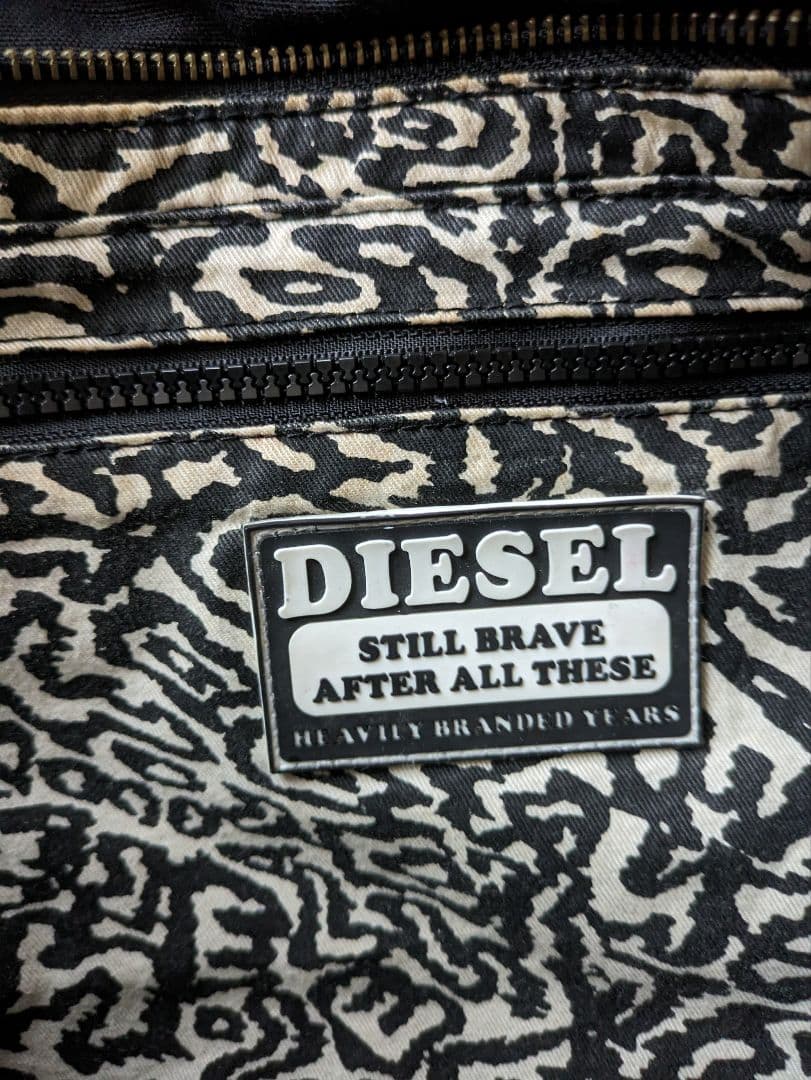 DIESEL
STILL BRAVE
AFTER ALL THESE
HEAVILY BRANDED YEARS